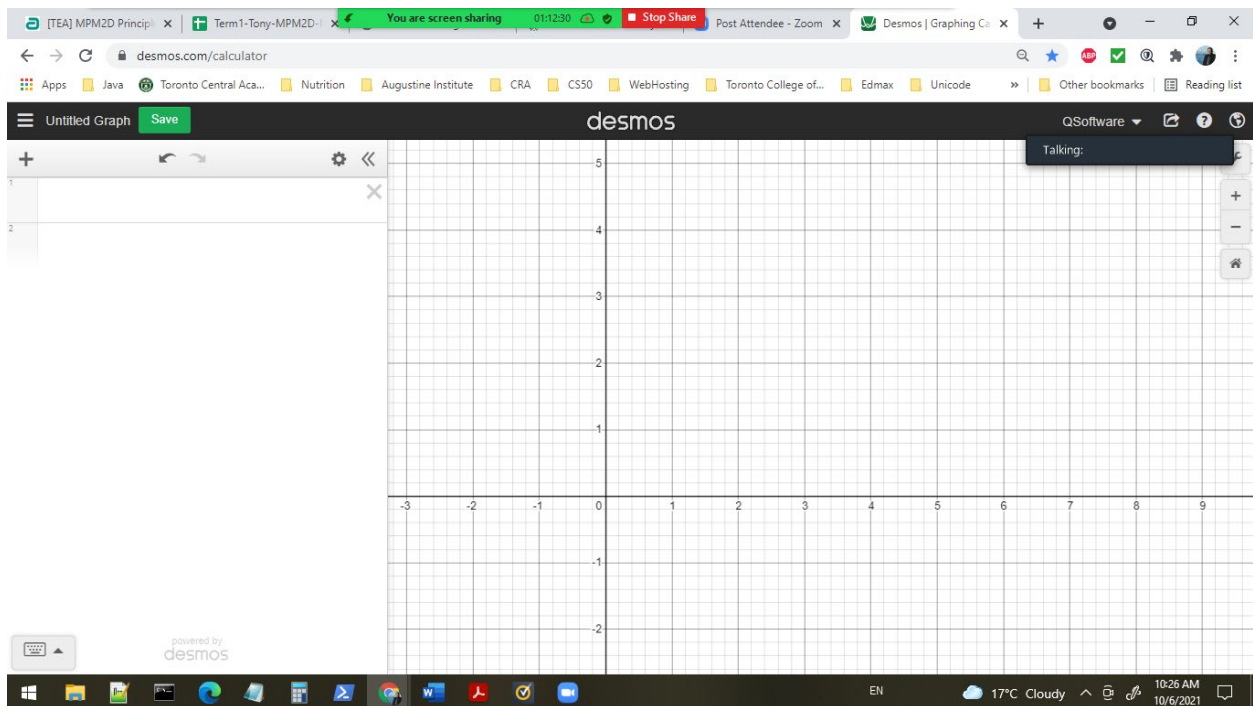 [TEA] MPM2D Princip
Term1-Tony-MPM2D-
You are screen sharing 01:12:30 Stop Share
Post Attendee - Zoom
Desmos | Graphing Ca
desmos.com/calculator
ABP
Apps Java Toronto Central Aca... Nutrition Augustine Institute CRA CS50 WebHosting Toronto College of... Edmax Unicode » Other bookmarks Reading list
Untitled Graph Save desmos QSoftware
Talking:
1
2
5
4
3
2
1
-3 -2 -1 0 1 2 3 4 5 6 7 8 9
-1
-2
powered by
desmos
EN 17°C Cloudy 10:26 AM
10/6/2021